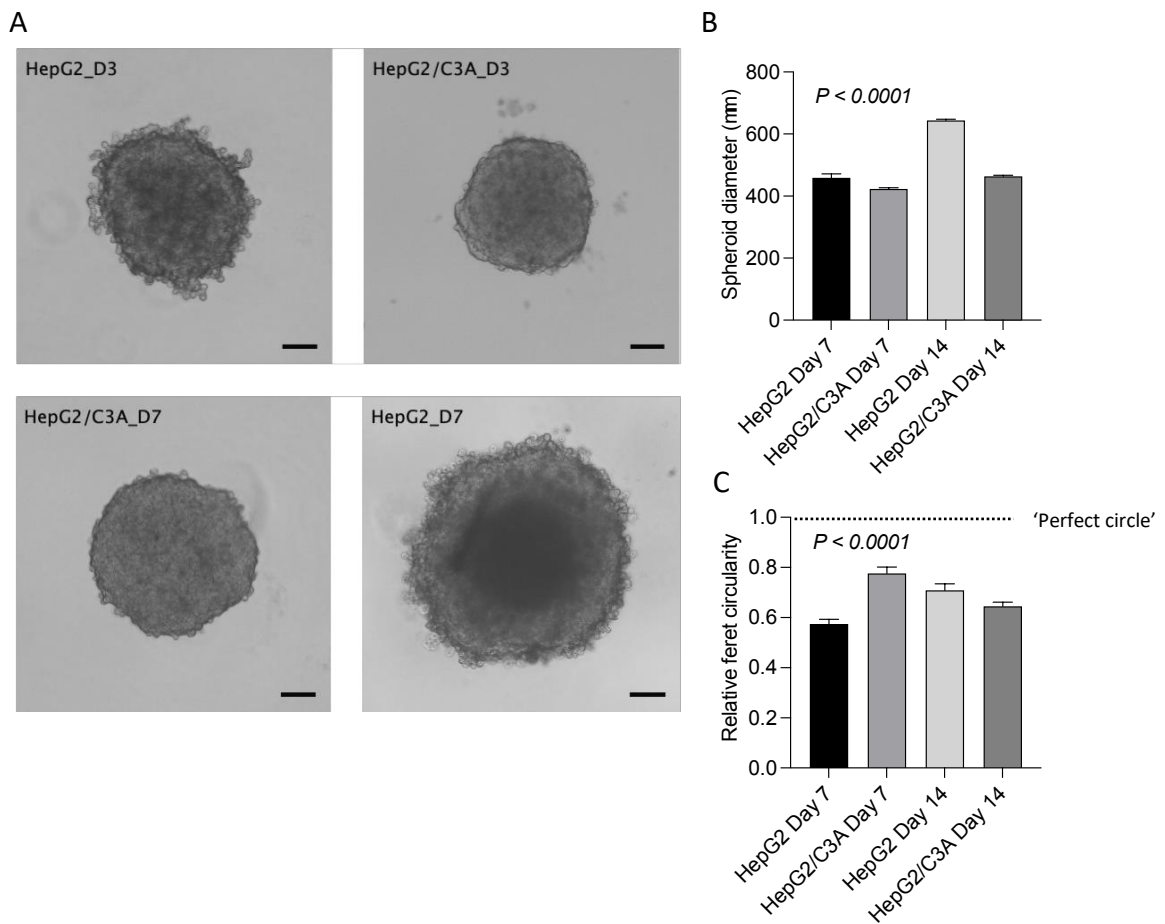 A
HepG2_D3
HepG2/C3A_D3
HepG2/C3A_D7
HepG2_D7
B
800
600
400
200
0
Spheroid diameter (mm)
P < 0.0001
HepG2 Day 7
HepG2/C3A Day 7
HepG2 Day 14
HepG2/C3A Day 14
C
1.0
0.8
0.6
0.4
0.2
0.0
Relative feret circularity
'Perfect circle'
P < 0.0001
HepG2 Day 7
HepG2/C3A Day 7
HepG2 Day 14
HepG2/C3A Day 14